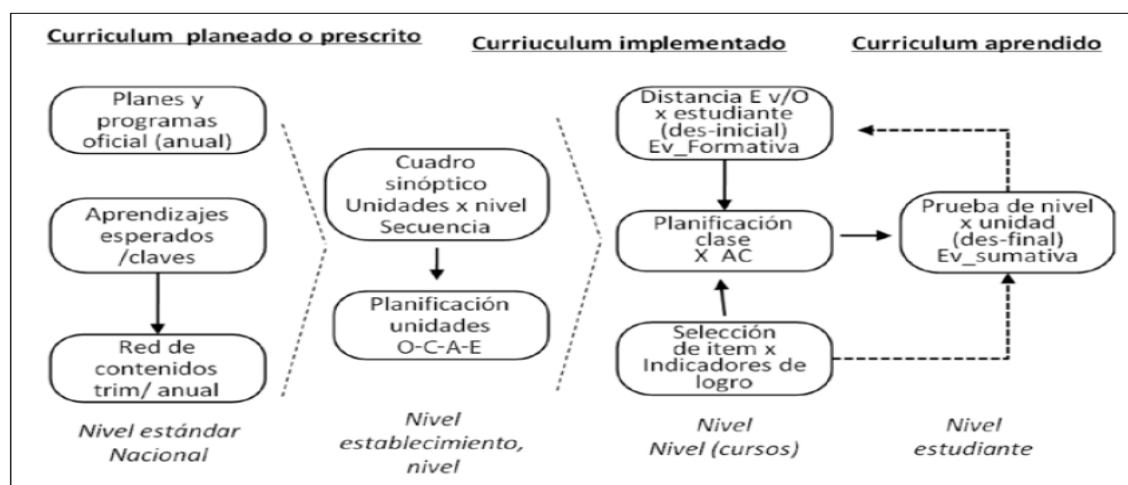 Curriculum planeado o prescrito
Curriuculum implementado
Curriculum aprendido
Planes y
programas
oficial (anual)
Aprendizajes
esperados
/claves
Red de
contenidos
trim/ anual
Nivel estándar
Nacional
Cuadro
sinóptico
Unidades x nivel
Secuencia
Planificación
unidades
O-C-A-E
Nivel
establecimiento,
nivel
Distancia E v/O
x estudiante
(des-inicial)
Ev_Formativa
Planificación
clase
X AC
Selección
de item x
Indicadores de
logro
Nivel
Nivel (cursos)
Prueba de nivel
x unidad
(des-final)
Ev_sumativa
Nivel
estudiante